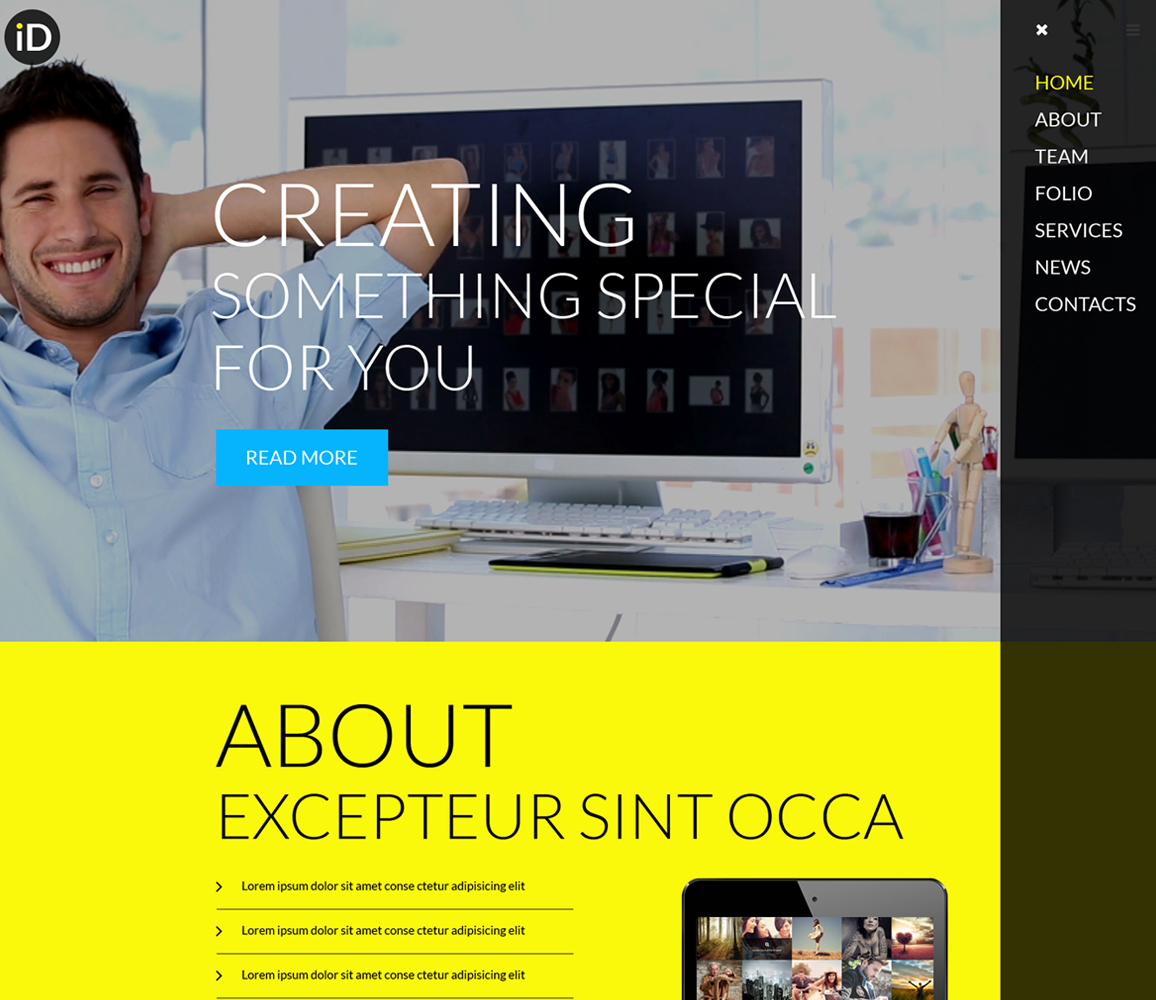 iD
HOME
ABOUT
TEAM
FOLIO
SERVICES
NEWS
CONTACTS
CREATING
SOMETHING SPECIAL
FOR YOU
READ MORE
ABOUT
EXCEPTEUR SINT OCCA
Lorem ipsum dolor sit amet conse ctetur adipisicing elit
Lorem ipsum dolor sit amet conse ctetur adipisicing elit
Lorem ipsum dolor sit amet conse ctetur adipisicing elit